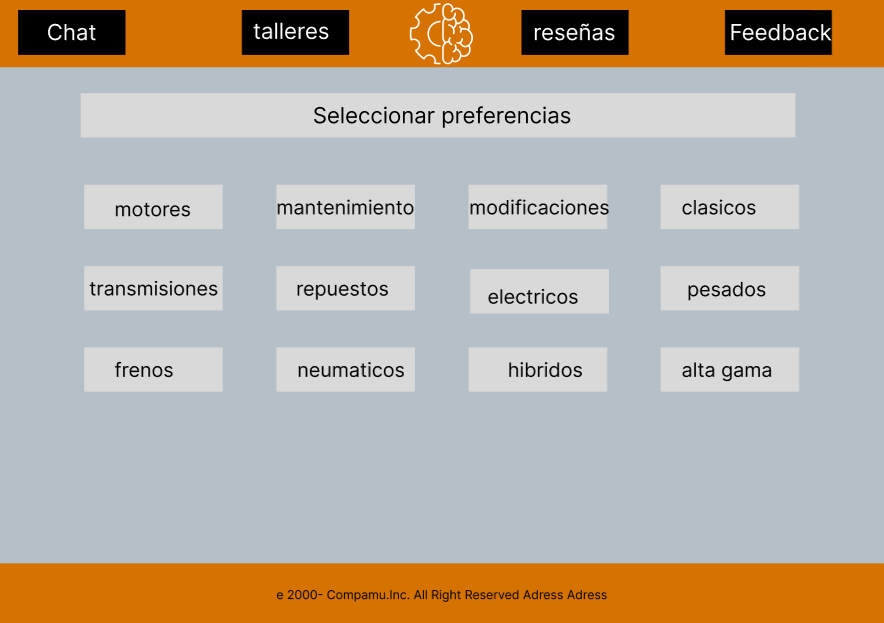 Chat talleres reseñas Feedback
Seleccionar preferencias
motores mantenimiento modificaciones clasicos
transmisiones repuestos electricos pesados
frenos neumaticos hibridos alta gama
e 2000- Compamu.Inc. All Right Reserved Adress Adress